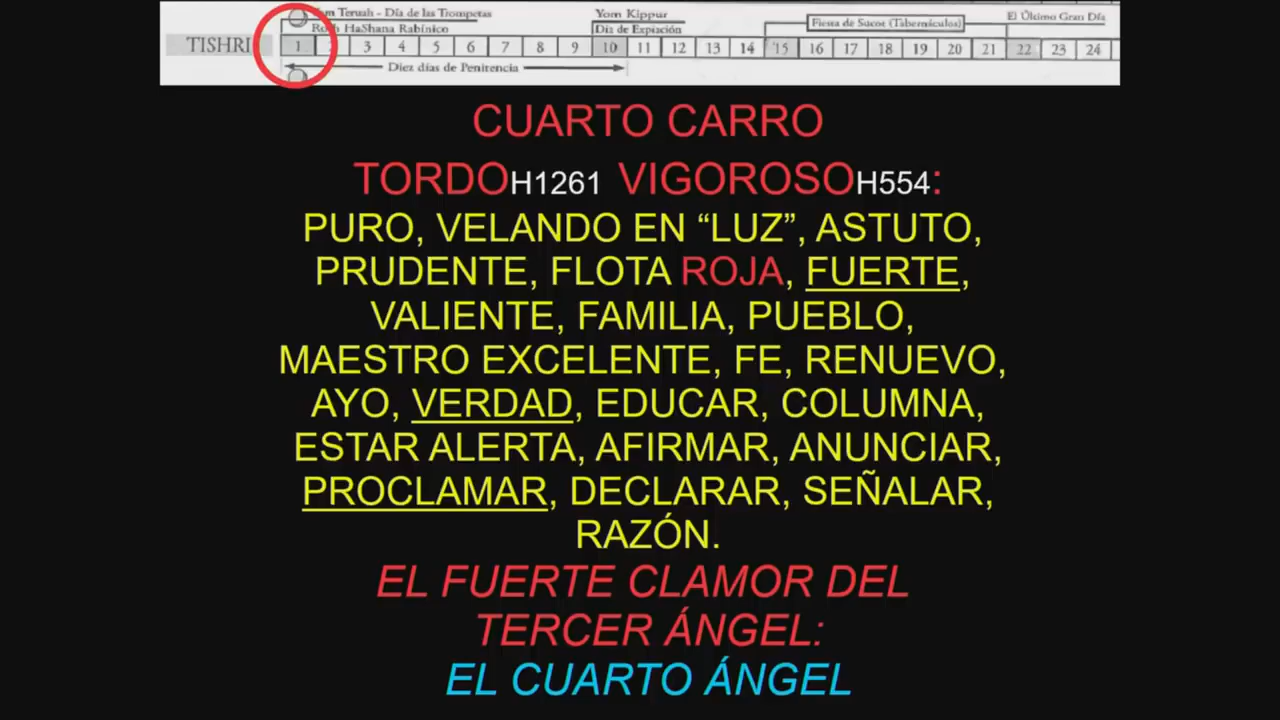 Yom Teruah - Día de las Trompetas
Rosh HaShana Rabínico
Yom Kippur
Día de Expiación
Fiesta de Sucot (Tabernáculos)
El Último Gran Día
TISHRI 1 2 3 4 5 6 7 8 9 10 11 12 13 14 15 16 17 18 19 20 21 22 23 24
Diez días de Penitencia
CUARTO CARRO
TORDOH1261 VIGOROSOH554:
PURO, VELANDO EN “LUZ”, ASTUTO,
PRUDENTE, FLOTA ROJA, FUERTE,
VALIENTE, FAMILIA, PUEBLO,
MAESTRO EXCELENTE, FE, RENUEVO,
AYO, VERDAD, EDUCAR, COLUMNA,
ESTAR ALERTA, AFIRMAR, ANUNCIAR,
PROCLAMAR, DECLARAR, SEÑALAR,
RAZÓN.
EL FUERTE CLAMOR DEL
TERCER ÁNGEL:
EL CUARTO ÁNGEL